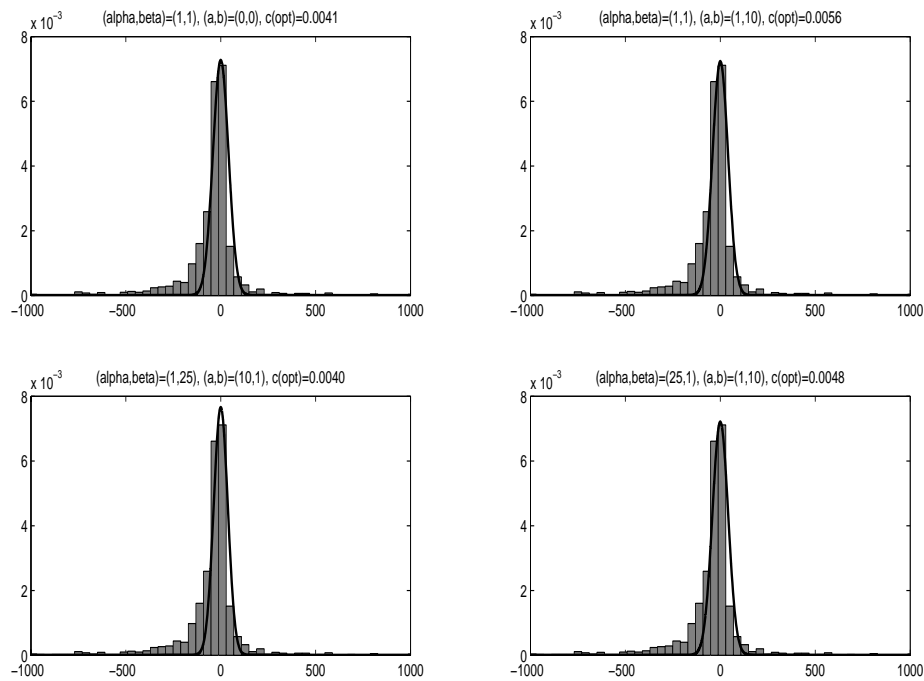 (alpha,beta)=(1,1), (a,b)=(0,0), c(opt)=0.0041
x 10⁻³
8
6
4
2
0
−1000 −500 0 500 1000
(alpha,beta)=(1,1), (a,b)=(1,10), c(opt)=0.0056
x 10⁻³
8
6
4
2
0
−1000 −500 0 500 1000
(alpha,beta)=(1,25), (a,b)=(10,1), c(opt)=0.0040
x 10⁻³
8
6
4
2
0
−1000 −500 0 500 1000
(alpha,beta)=(25,1), (a,b)=(1,10), c(opt)=0.0048
x 10⁻³
8
6
4
2
0
−1000 −500 0 500 1000